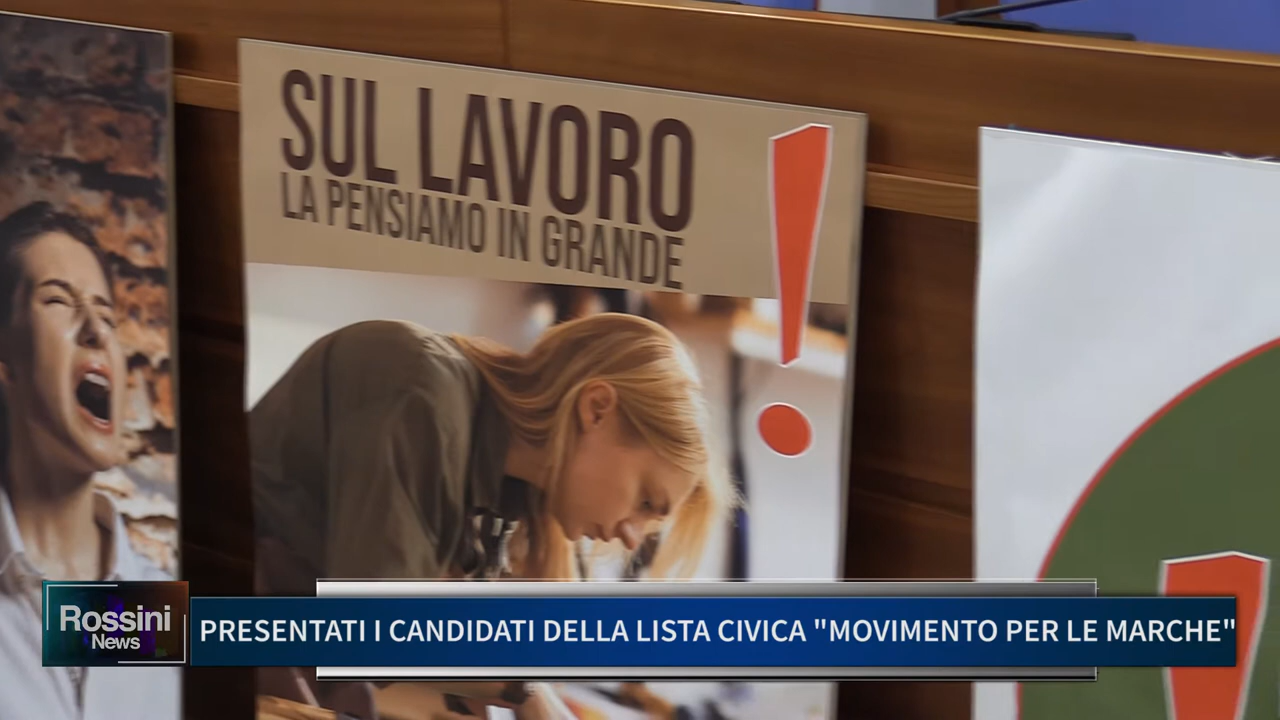 SUL LAVORO
LA PENSIAMO IN GRANDE
!
!
Rossini
News
PRESENTATI I CANDIDATI DELLA LISTA CIVICA "MOVIMENTO PER LE MARCHE"